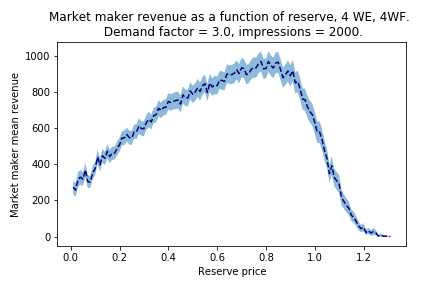 Market maker revenue as a function of reserve, 4 WE, 4WF.
Demand factor = 3.0, impressions = 2000.
Market maker mean revenue
1000
800
600
400
200
0
0.0 0.2 0.4 0.6 0.8 1.0 1.2
Reserve price